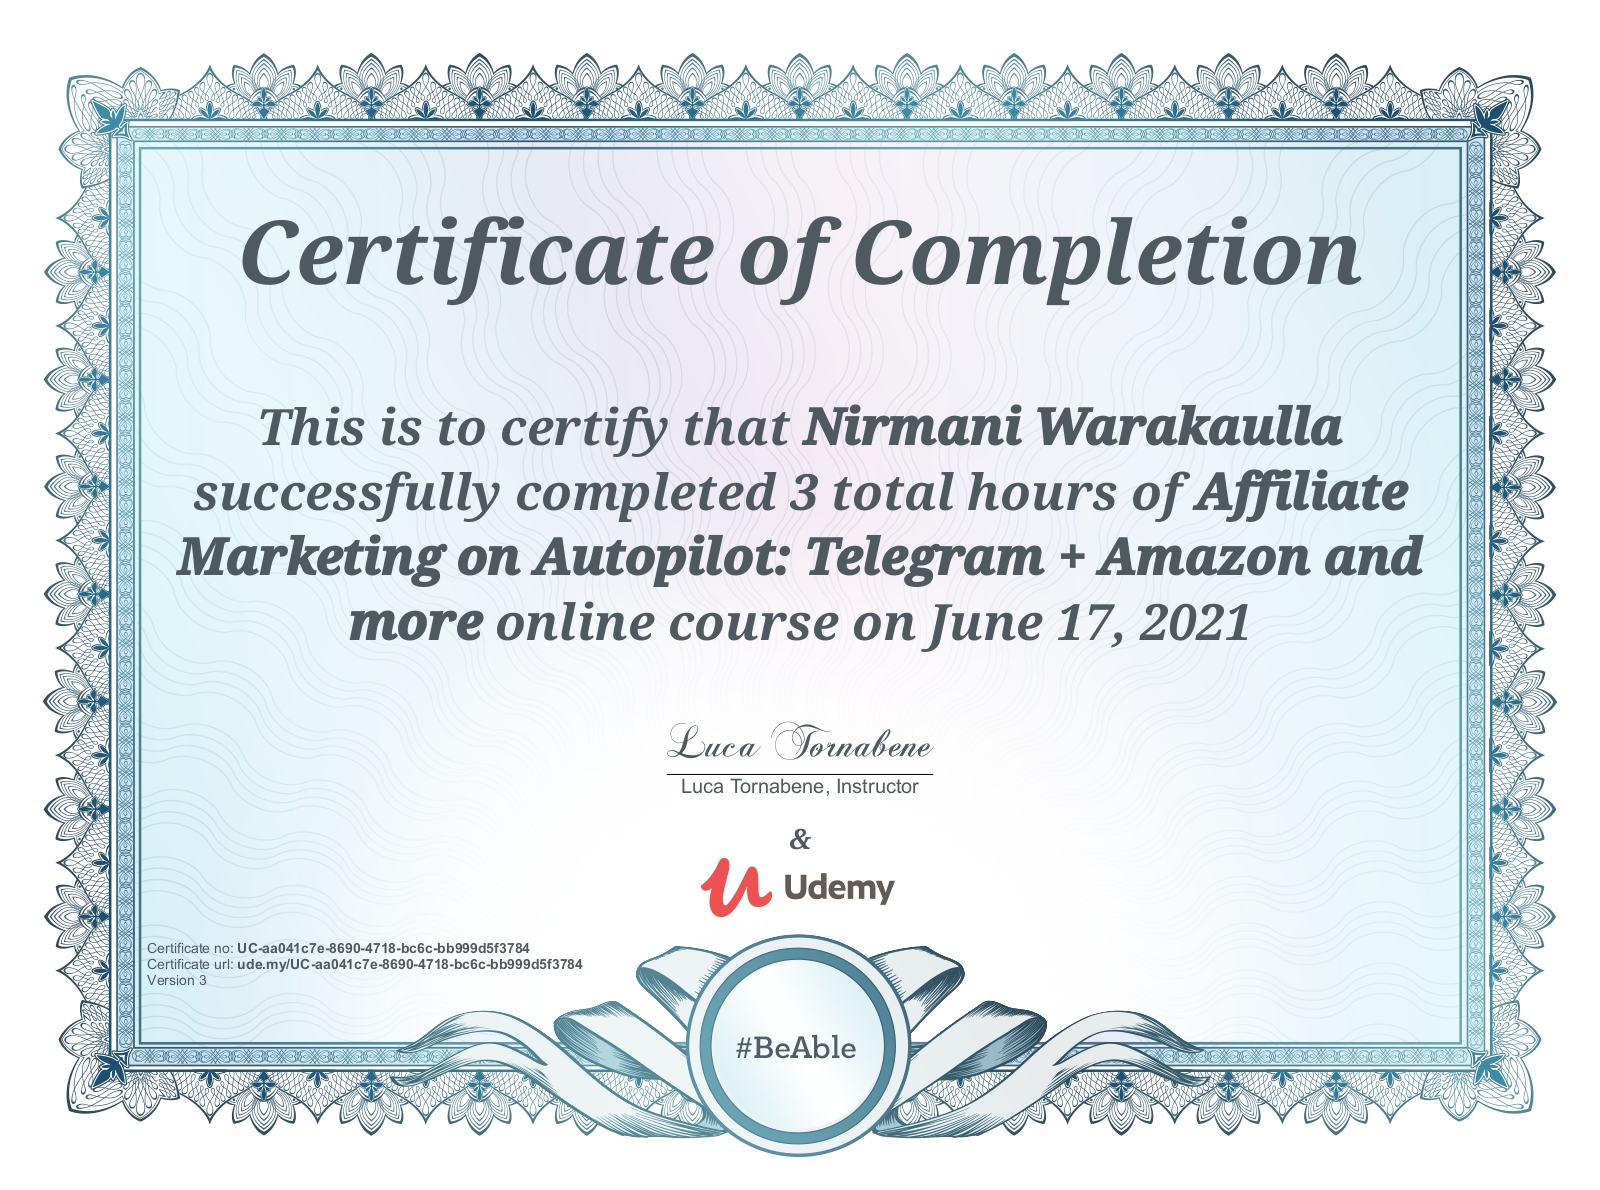 Certificate of Completion
This is to certify that Nirmani Warakaulla
successfully completed 3 total hours of Affiliate
Marketing on Autopilot: Telegram + Amazon and
more online course on June 17, 2021
Luca Tornabene
Luca Tornabene, Instructor
&
Udemy
Certificate no: UC-aa041c7e-8690-4718-bc6c-bb999d5f3784
Certificate url: ude.my/UC-aa041c7e-8690-4718-bc6c-bb999d5f3784
Version 3
#BeAble